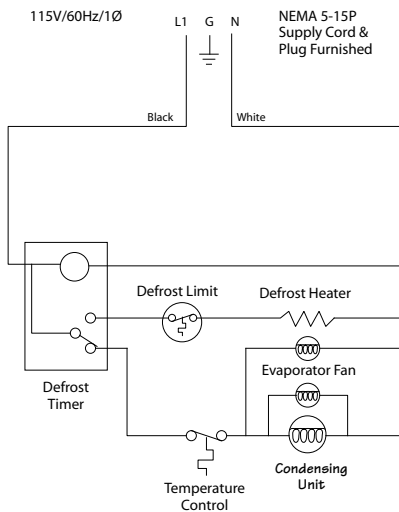 115V/60Hz/1Ø
L1 G N
NEMA 5-15P
Supply Cord &
Plug Furnished
Black
White
Defrost Limit
Defrost Heater
Evaporator Fan
Defrost
Timer
Condensing
Unit
Temperature
Control